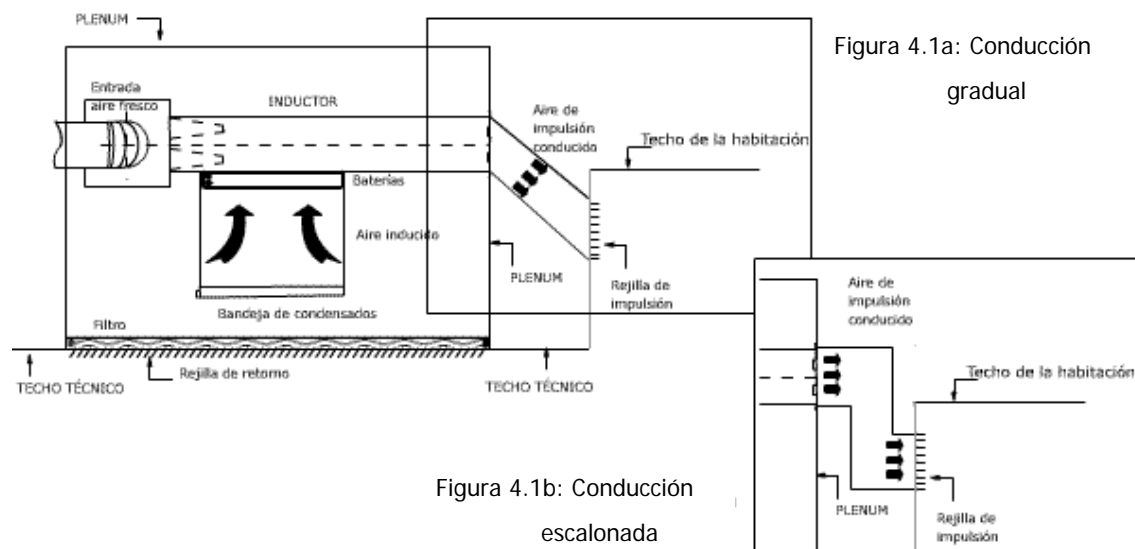 PLENUM
Figura 4.1a: Conducción
gradual
Entrada
aire fresco
INDUCTOR
Aire de
impulsión
conducido
Techo de la habitación
Baterías
Aire inducido
PLENUM
Rejilla de
impulsión
Bandeja de condensados
Filtro
TECHO TÉCNICO
Rejilla de retorno
TECHO TÉCNICO
Aire de
impulsión
conducido
Techo de la habitación
Figura 4.1b: Conducción
escalonada
PLENUM
Rejilla de
impulsión